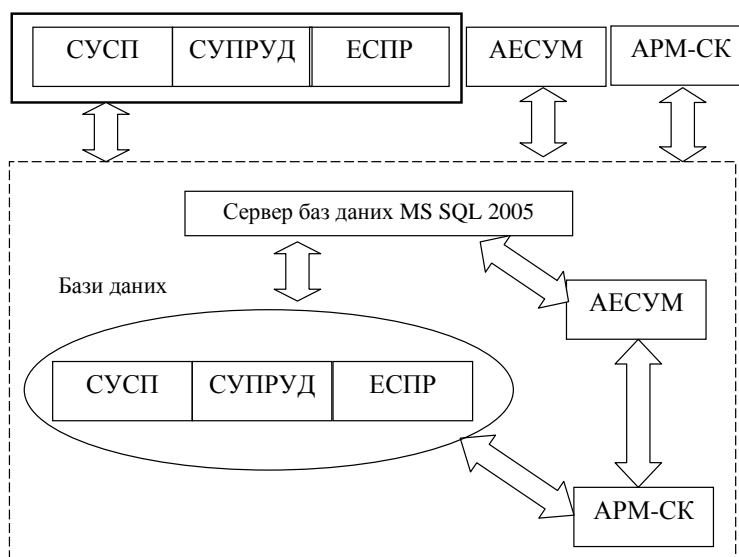 СУСП СУПРУД ЕСПР АЕСУМ АРМ-СК
Сервер баз даних MS SQL 2005
Бази даних
АЕСУМ
СУСП СУПРУД ЕСПР
АРМ-СК